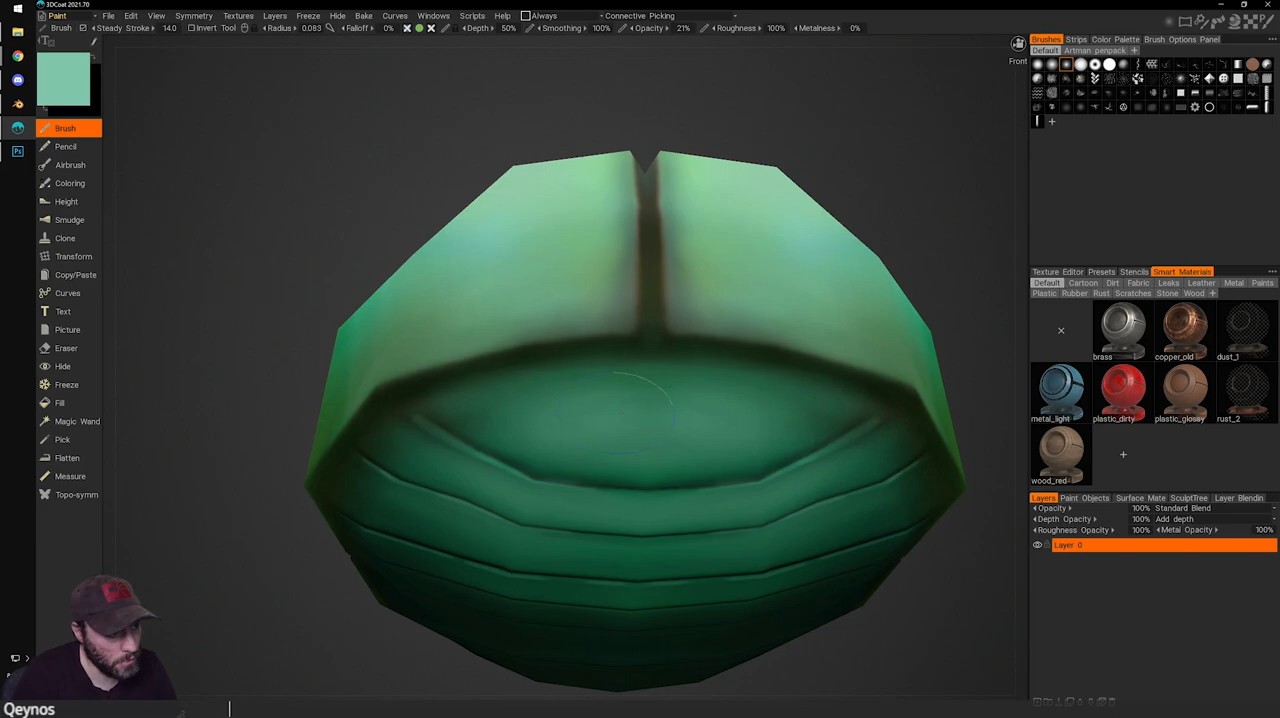 3DCoat 2021.70
Paint File Edit View Symmetry Textures Layers Freeze Hide Bake Curves Windows Scripts Help Always Connective Picking
Brush Steady Stroke 14.0 Invert Tool Radius 0.083 Falloff 0% Depth 50% Smoothing 100% Opacity 21% Roughness 100% Metalness 0%
Front
Brush
Pencil
Airbrush
Coloring
Height
Smudge
Clone
Transform
Copy/Paste
Curves
Text
Picture
Eraser
Hide
Freeze
Fill
Magic Wand
Pick
Flatten
Measure
Topo-symm
Brushes Strips Color Palette Brush Options Panel
Default Artman penpack
Texture Editor Presets Stencils Smart Materials
Default Cartoon Dirt Fabric Leaks Leather Metal Paints
Plastic Rubber Rust Scratches Stone Wood
brass copper_old dust_1
metal_light plastic_dirty plastic_glossy rust_2
wood_red
Layers Paint Objects Surface Mate SculptTree Layer Blendin
Opacity 100% Standard Blend
Depth Opacity 100% Add depth
Roughness Opacity 100% Metal Opacity 100%
Layer 0
Qeynos